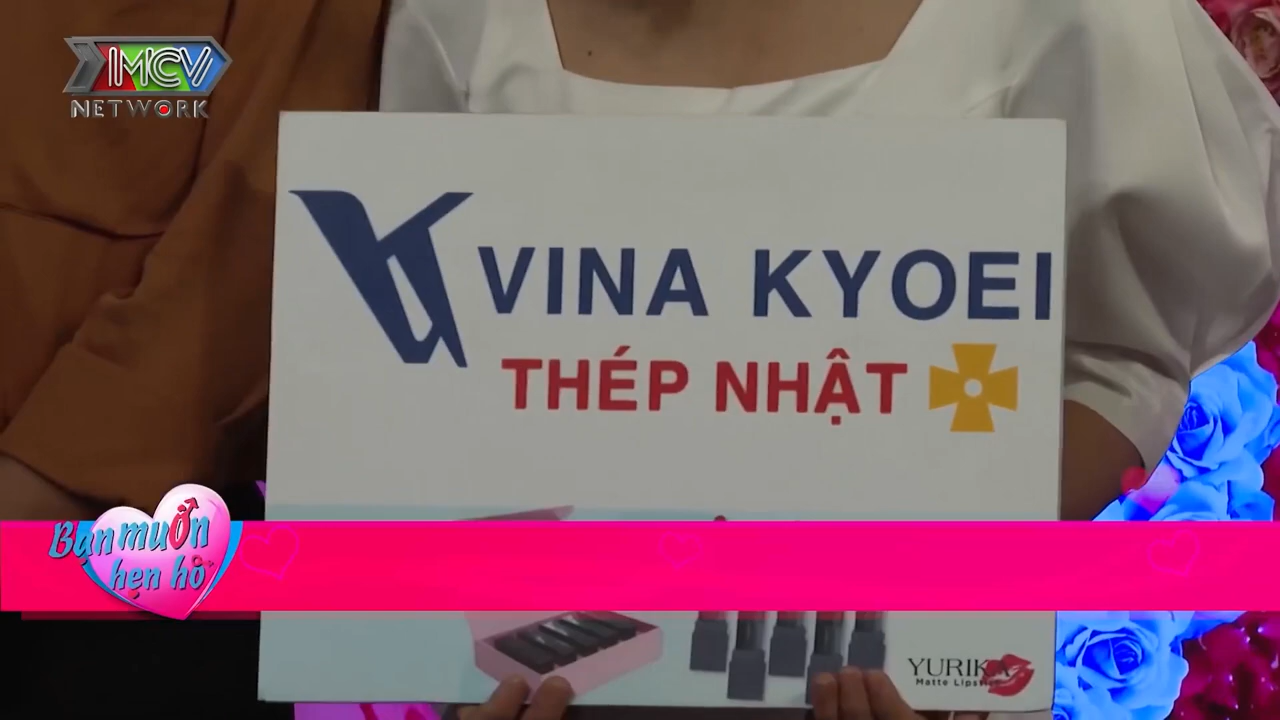 MCV
NETWORK
VINA KYOEI
THÉP NHẬT
Bạn muốn
hẹn hò
YURIKA
Matte Lipstick